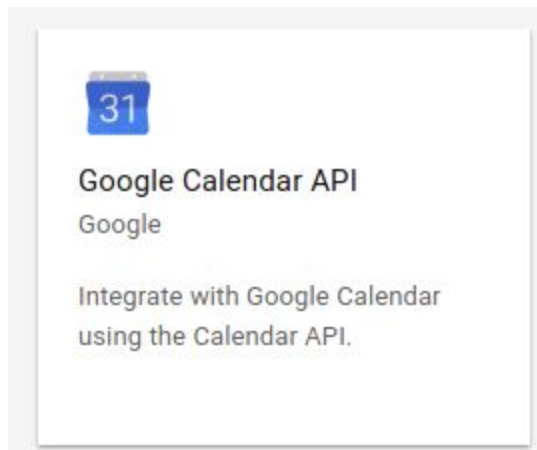 31
Google Calendar API
Google
Integrate with Google Calendar
using the Calendar API.